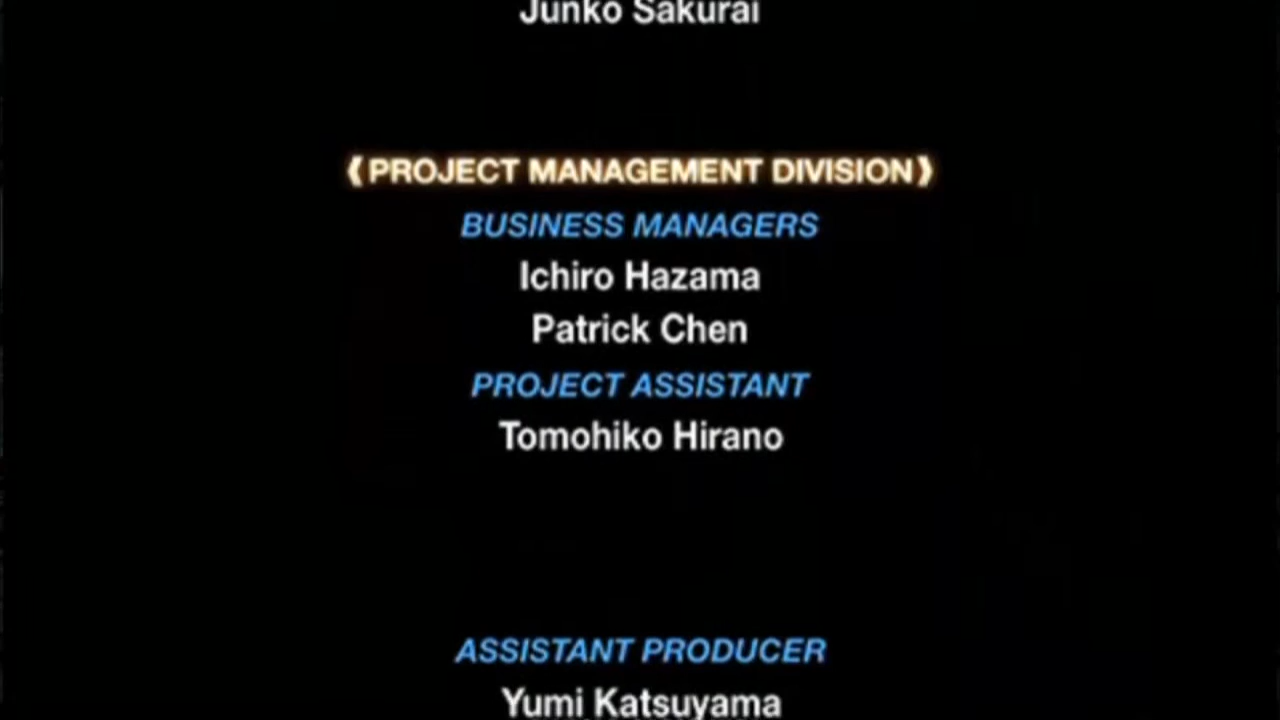 Junko Sakurai
❰PROJECT MANAGEMENT DIVISION❱
BUSINESS MANAGERS
Ichiro Hazama
Patrick Chen
PROJECT ASSISTANT
Tomohiko Hirano
ASSISTANT PRODUCER
Yumi Katsuyama